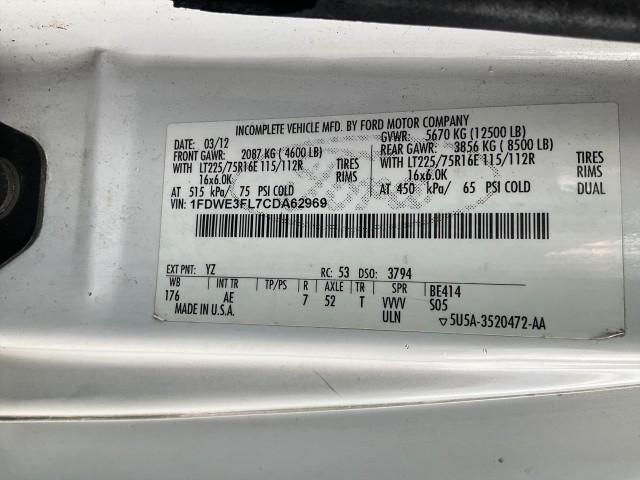 INCOMPLETE VEHICLE MFD. BY FORD MOTOR COMPANY
DATE: 03/12 GVWR: 5670 KG (12500 LB)
FRONT GAWR: 2087 KG (4600 LB) REAR GAWR: 3856 KG ( 8500 LB)
WITH LT225/75R16E 115/112R TIRES WITH LT225/75R16E 115/112R TIRES
16x6.0K RIMS 16x6.0K RIMS
AT 515 kPa/ 75 PSI COLD AT 450 kPa/ 65 PSI COLD DUAL
VIN: 1FDWE3FL7CDA62969
EXT PNT: YZ RC: 53 DSO: 3794
WB INT TR TP/PS R AXLE TR SPR BE414
176 AE 7 52 T VVVV S05
MADE IN U.S.A. ULN ▽5U5A-3520472-AA